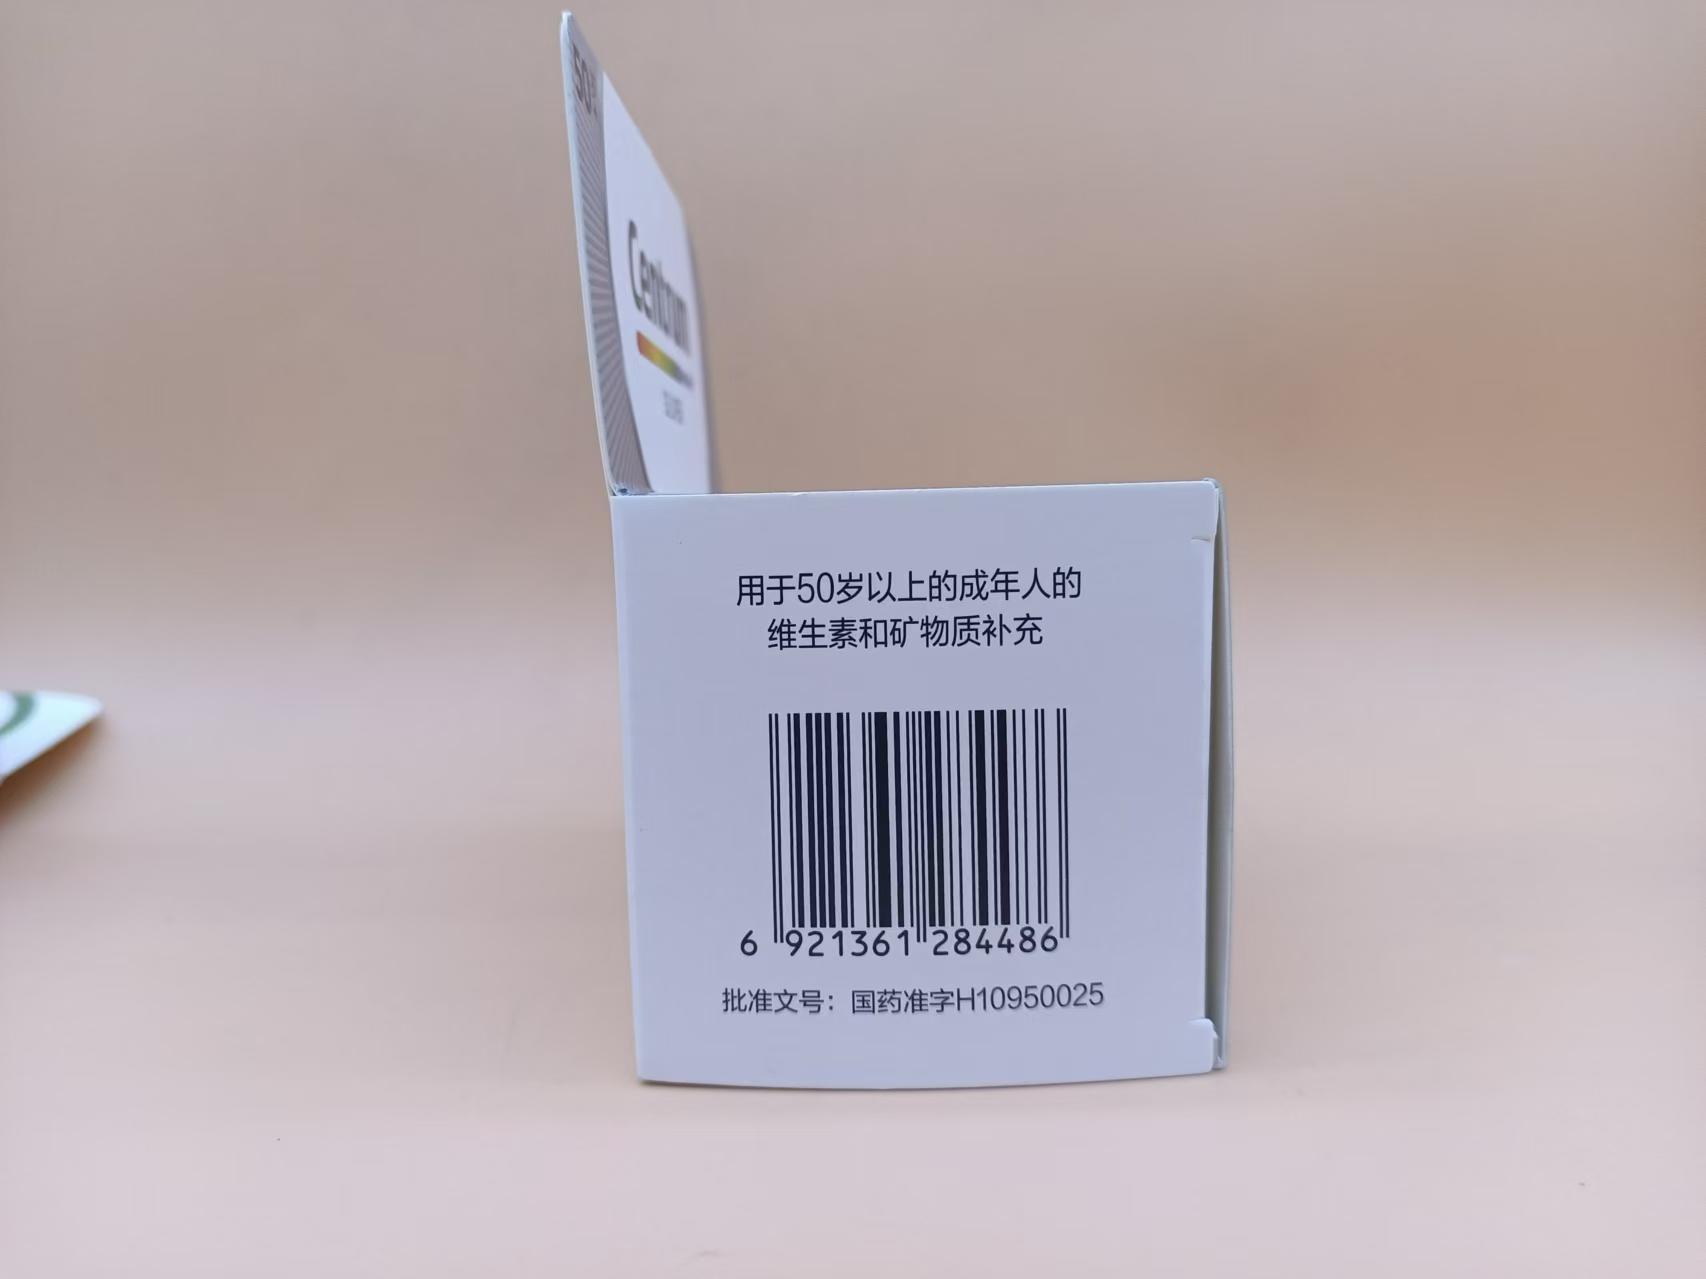 50
Centrum
用于50岁以上的成年人的
维生素和矿物质补充
6 921361 284486
批准文号：国药准字H10950025